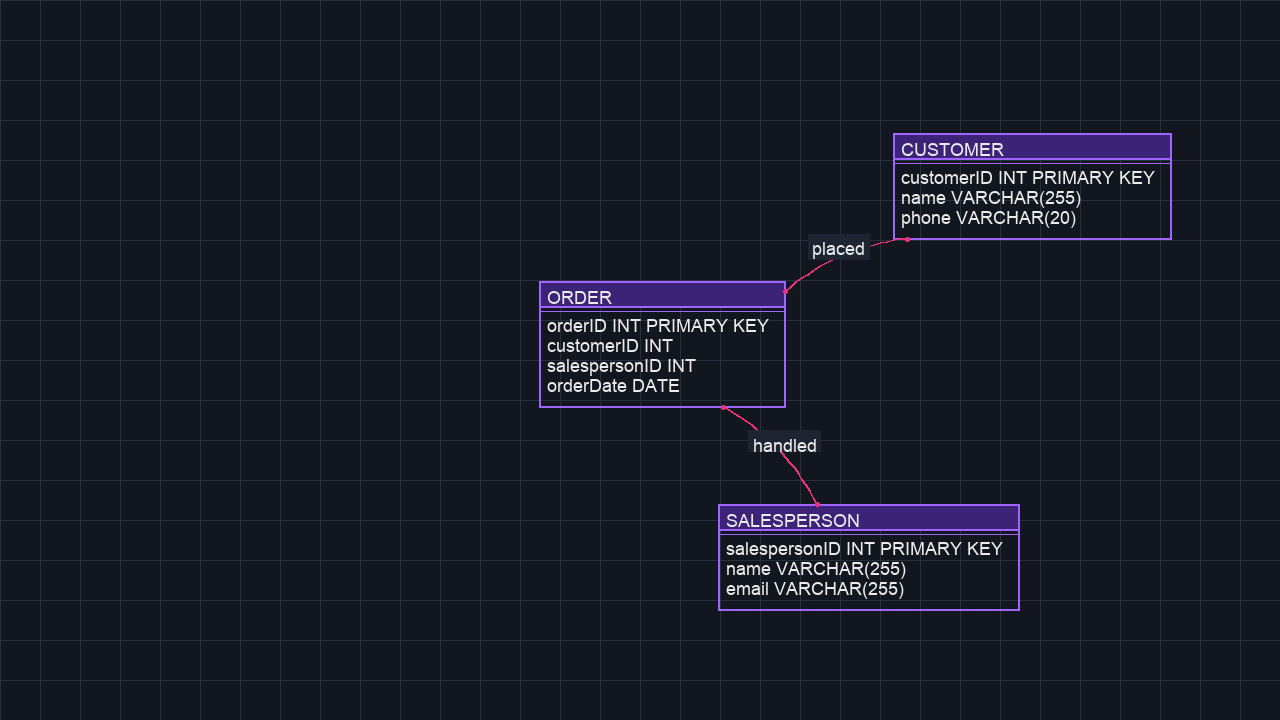 CUSTOMER
customerID INT PRIMARY KEY
name VARCHAR(255)
phone VARCHAR(20)
placed
ORDER
orderID INT PRIMARY KEY
customerID INT
salespersonID INT
orderDate DATE
handled
SALESPERSON
salespersonID INT PRIMARY KEY
name VARCHAR(255)
email VARCHAR(255)